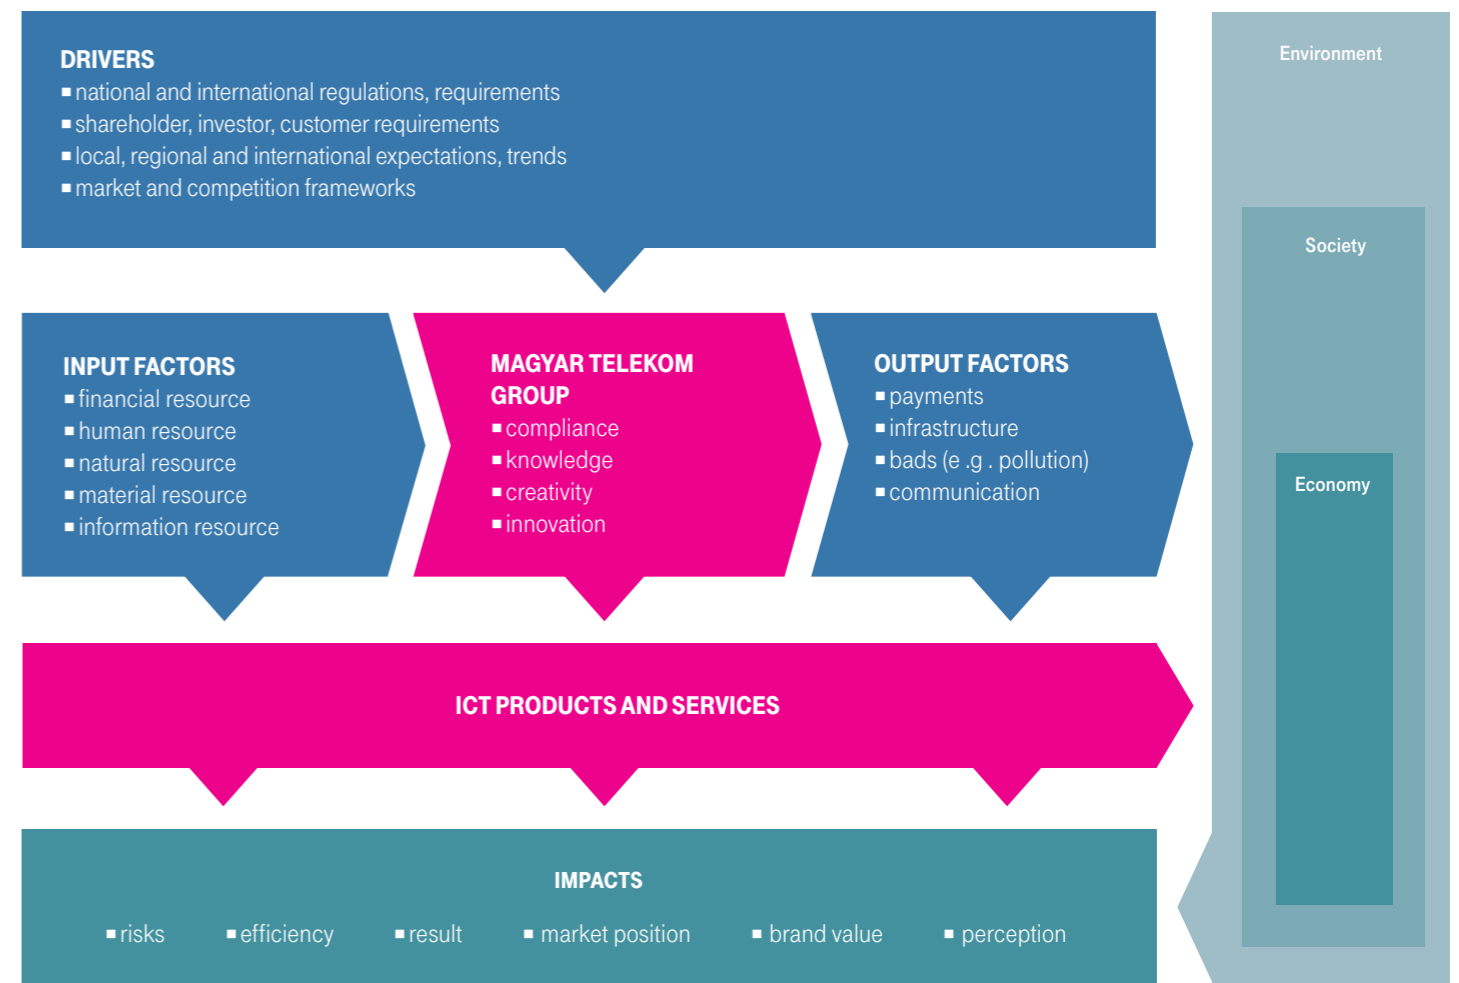 DRIVERS
▪ national and international regulations, requirements
▪ shareholder, investor, customer requirements
▪ local, regional and international expectations, trends
▪ market and competition frameworks
INPUT FACTORS
▪ financial resource
▪ human resource
▪ natural resource
▪ material resource
▪ information resource
MAGYAR TELEKOM
GROUP
▪ compliance
▪ knowledge
▪ creativity
▪ innovation
OUTPUT FACTORS
▪ payments
▪ infrastructure
▪ bads (e .g . pollution)
▪ communication
ICT PRODUCTS AND SERVICES
IMPACTS
▪ risks ▪ efficiency ▪ result ▪ market position ▪ brand value ▪ perception
Environment
Society
Economy